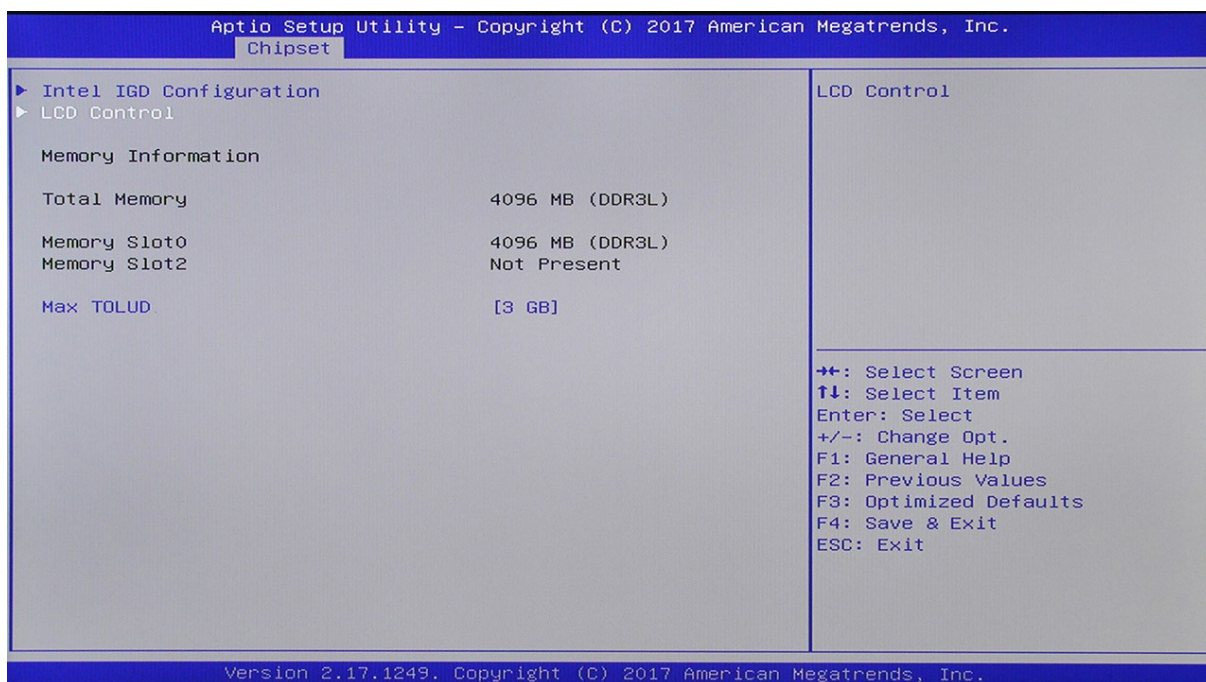 Aptio Setup Utility – Copyright (C) 2017 American Megatrends, Inc.
Chipset
▶ Intel IGD Configuration
▶ LCD Control
Memory Information
Total Memory 4096 MB (DDR3L)
Memory Slot0 4096 MB (DDR3L)
Memory Slot2 Not Present
Max TOLUD [3 GB]
LCD Control
→←: Select Screen
↑↓: Select Item
Enter: Select
+/-: Change Opt.
F1: General Help
F2: Previous Values
F3: Optimized Defaults
F4: Save & Exit
ESC: Exit
Version 2.17.1249. Copyright (C) 2017 American Megatrends, Inc.